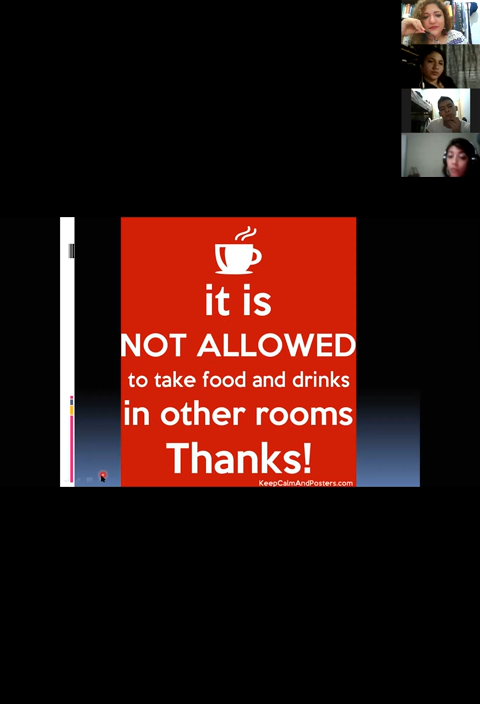 it is
NOT ALLOWED
to take food and drinks
in other rooms
Thanks!
KeepCalmAndPosters.com